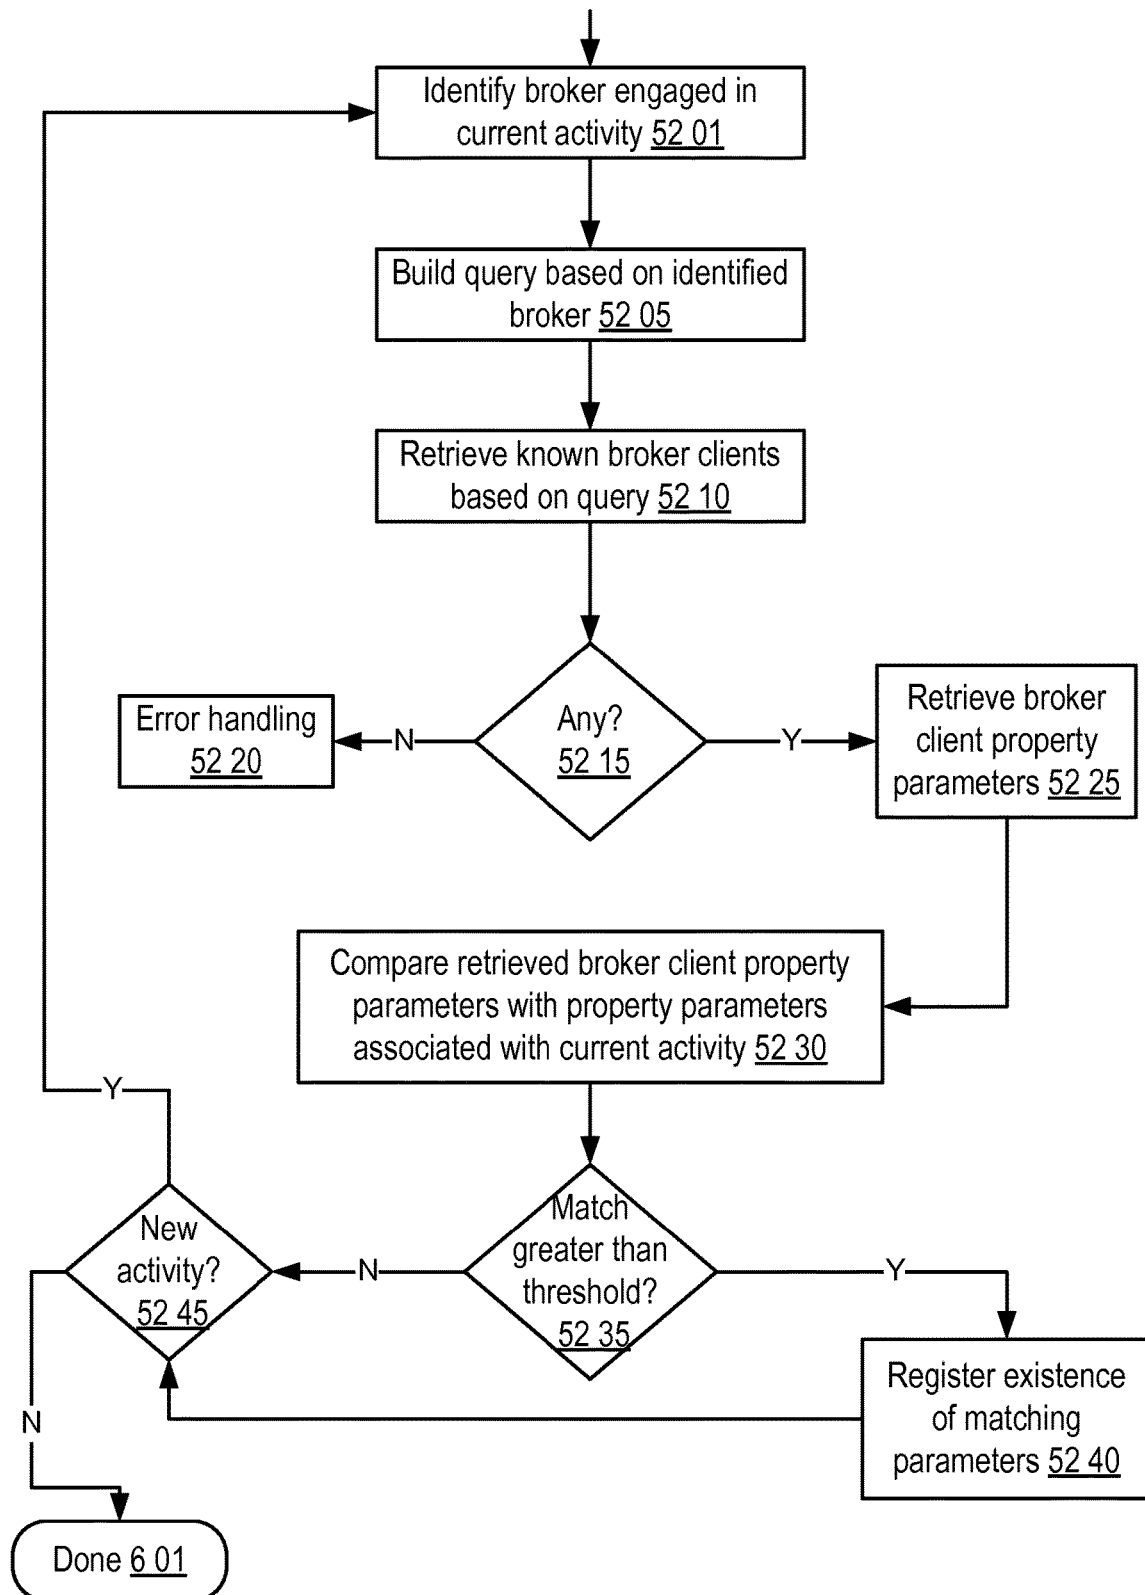 Identify broker engaged in
current activity 52 01
Build query based on identified
broker 52 05
Retrieve known broker clients
based on query 52 10
Any?
52 15
N
Y
Error handling
52 20
Retrieve broker
client property
parameters 52 25
Compare retrieved broker client property
parameters with property parameters
associated with current activity 52 30
Match
greater than
threshold?
52 35
N
Y
New
activity?
52 45
Y
N
Register existence
of matching
parameters 52 40
Done 6 01